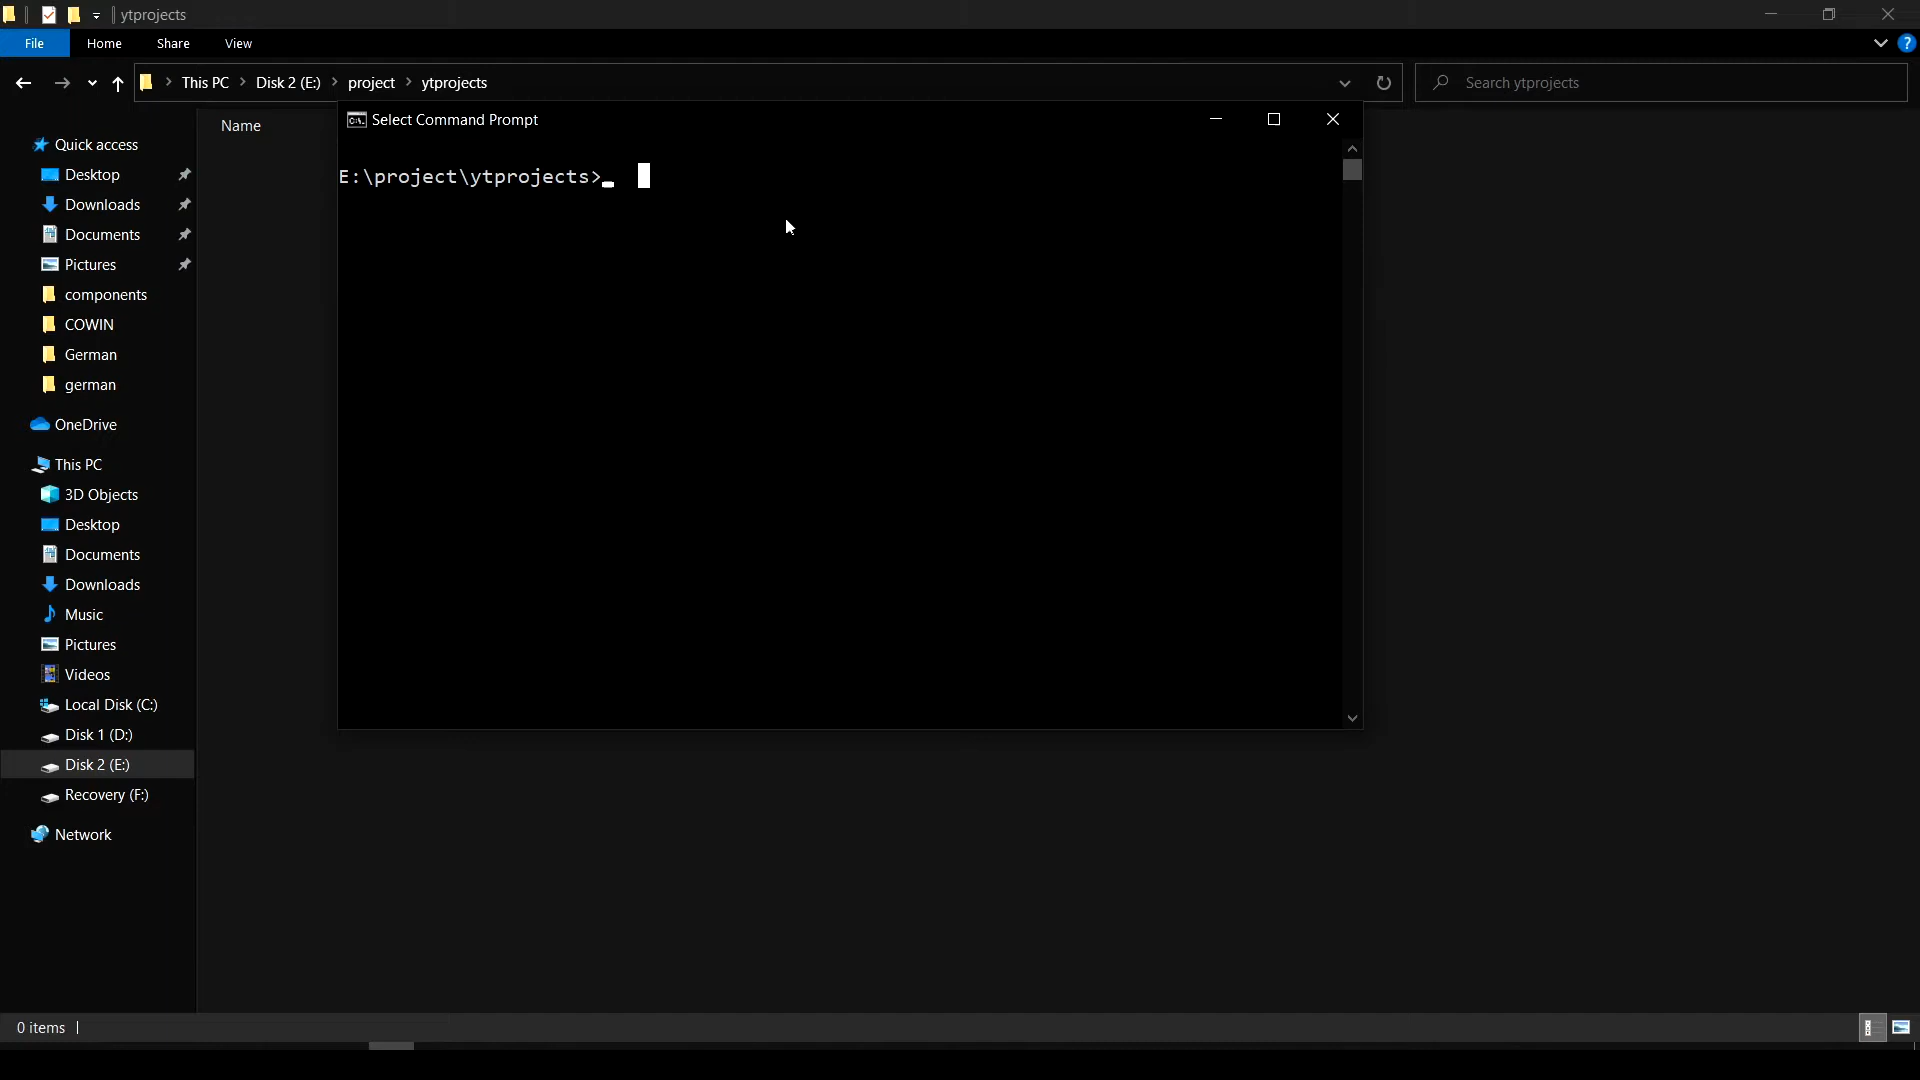 ytprojects
File Home Share View
This PC > Disk 2 (E:) > project > ytprojects
Search ytprojects
Select Command Prompt
E:\project\ytprojects>_
Name
Quick access
Desktop
Downloads
Documents
Pictures
components
COWIN
German
german
OneDrive
This PC
3D Objects
Desktop
Documents
Downloads
Music
Pictures
Videos
Local Disk (C:)
Disk 1 (D:)
Disk 2 (E:)
Recovery (F:)
Network
0 items